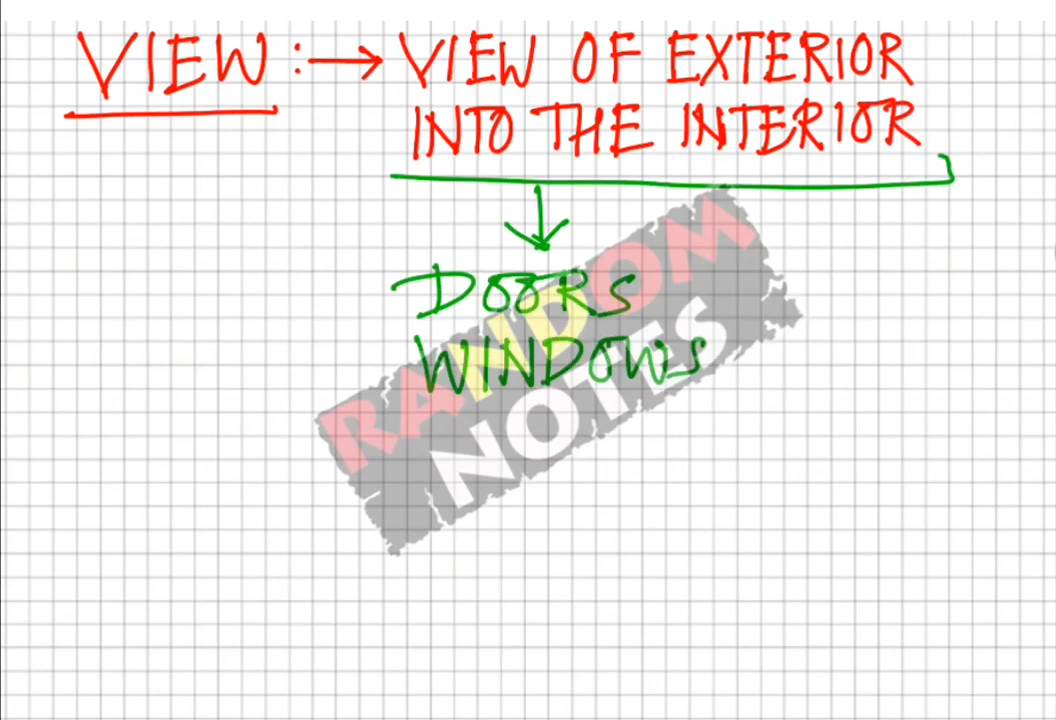 VIEW :→ VIEW OF EXTERIOR
INTO THE INTERIOR
DOORS
WINDOWS
RANDOM
NOTES